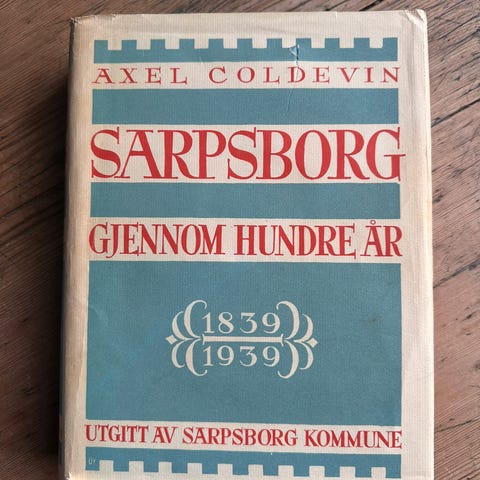 AXEL COLDEVIN
SARPSBORG
GJENNOM HUNDRE ÅR
1839
1939
UTGITT AV SARPSBORG KOMMUNE